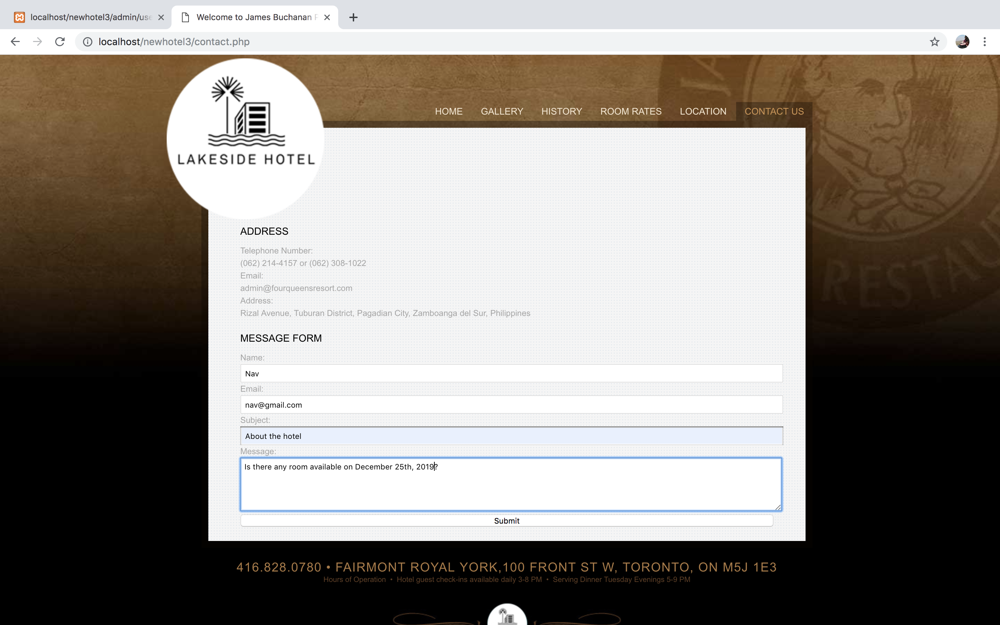 localhost/newhotel3/admin/use
Welcome to James Buchanan P
localhost/newhotel3/contact.php
LAKESIDE HOTEL
HOME GALLERY HISTORY ROOM RATES LOCATION CONTACT US
ADDRESS
Telephone Number:
(062) 214-4157 or (062) 308-1022
Email:
admin@fourqueensresort.com
Address:
Rizal Avenue, Tuburan District, Pagadian City, Zamboanga del Sur, Philippines
MESSAGE FORM
Name:
Nav
Email:
nav@gmail.com
Subject:
About the hotel
Message:
Is there any room available on December 25th, 2019?
Submit
416.828.0780 • FAIRMONT ROYAL YORK,100 FRONT ST W, TORONTO, ON M5J 1E3
Hours of Operation • Hotel guest check-ins available daily 3-8 PM • Serving Dinner Tuesday Evenings 5-9 PM